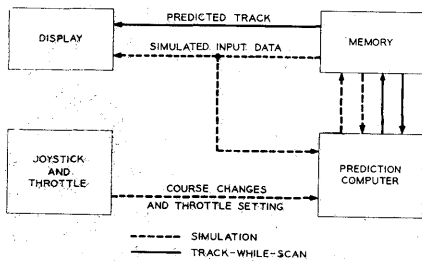 PREDICTED TRACK
DISPLAY
MEMORY
SIMULATED INPUT DATA
JOYSTICK
AND
THROTTLE
PREDICTION
COMPUTER
COURSE CHANGES
AND THROTTLE SETTING
SIMULATION
TRACK-WHILE-SCAN